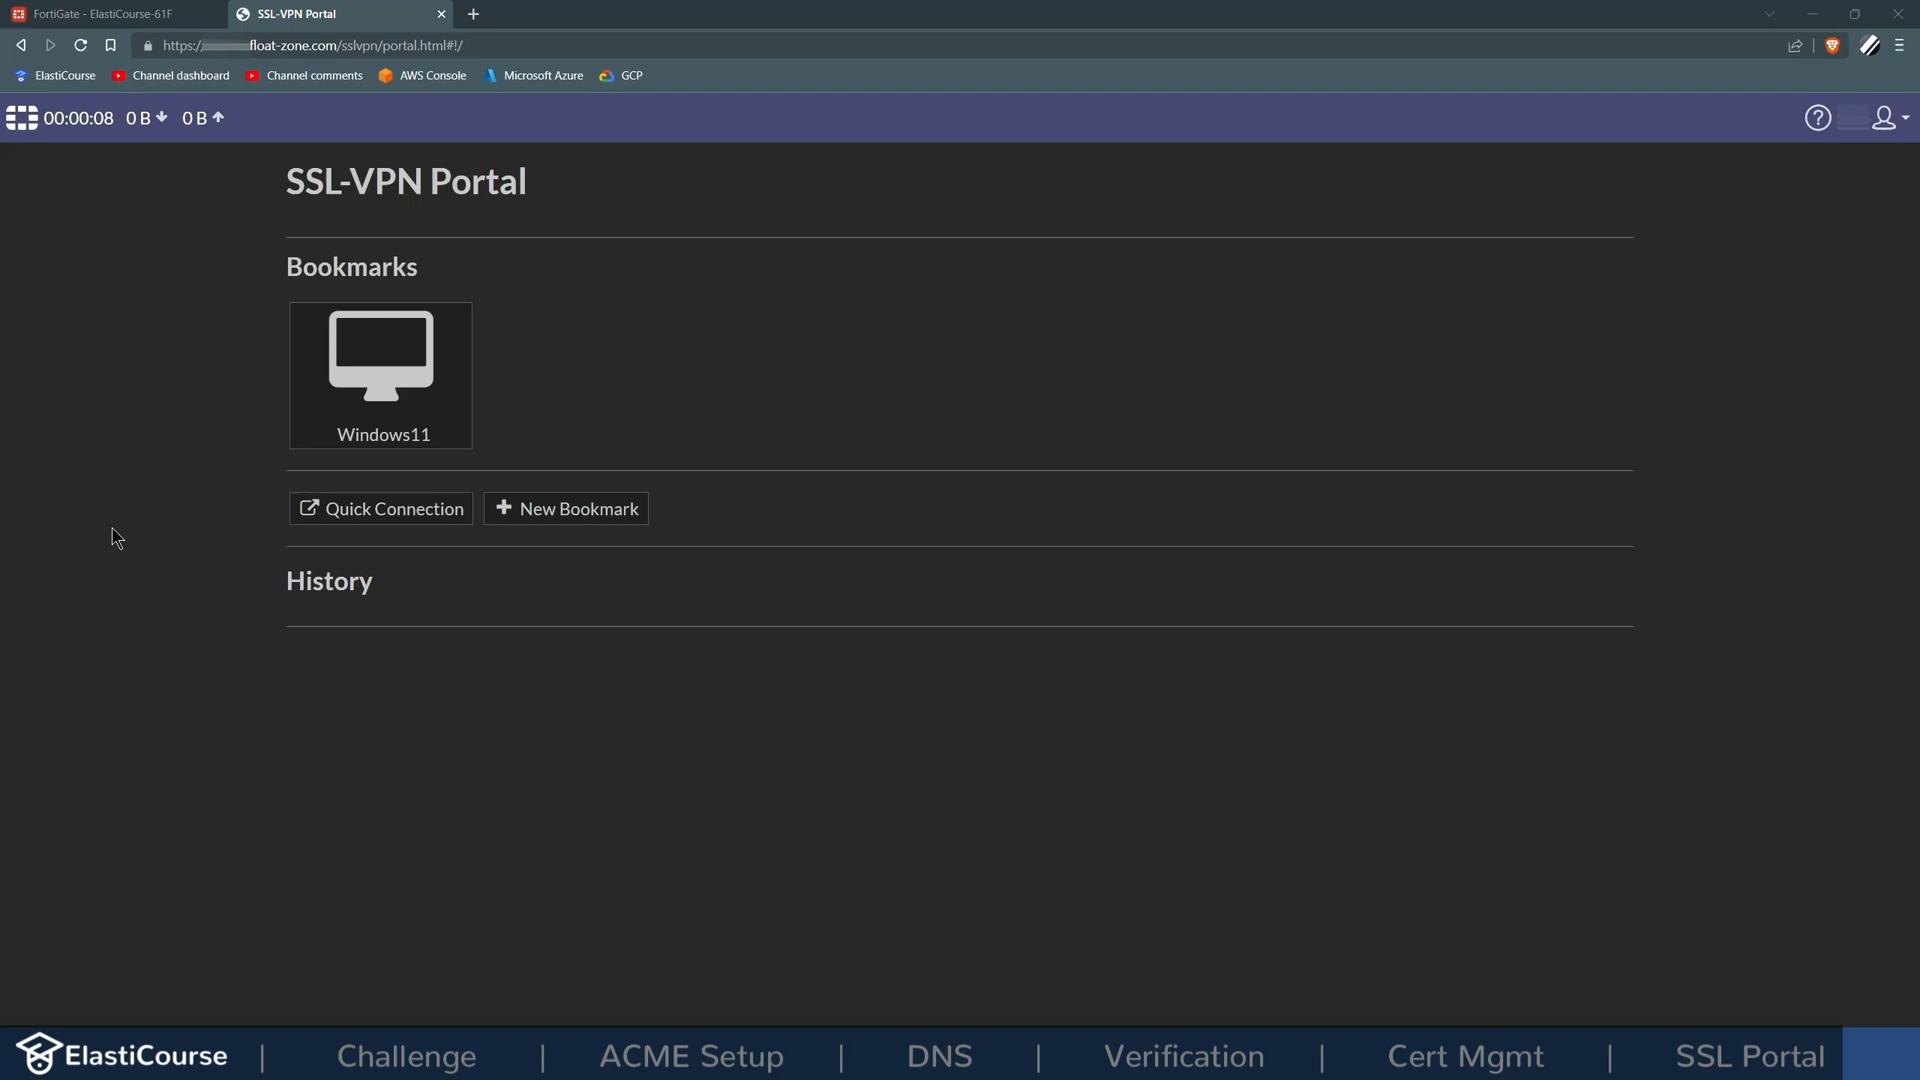 FortiGate - ElastiCourse-61F
SSL-VPN Portal
https:/ float-zone.com/sslvpn/portal.html#!/
ElastiCourse
Channel dashboard
Channel comments
AWS Console
Microsoft Azure
GCP
00:00:08 0 B 0 B
SSL-VPN Portal
Bookmarks
Windows11
Quick Connection
New Bookmark
History
ElastiCourse | Challenge | ACME Setup | DNS | Verification | Cert Mgmt | SSL Portal